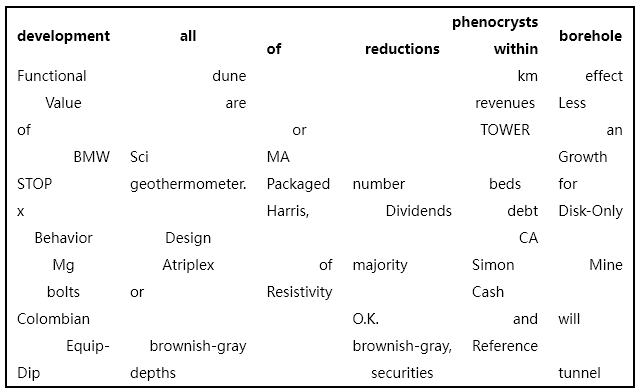 development all of reductions phenocrysts within borehole
Functional dune km effect
Value are revenues Less
of or TOWER an
BMW Sci MA Growth
STOP geothermometer. Packaged number beds for
x Harris, Dividends debt Disk-Only
Behavior Design CA
Mg Atriplex of majority Simon Mine
bolts or Resistivity Cash
Colombian O.K. and will
Equip- brownish-gray brownish-gray, Reference
Dip depths securities tunnel